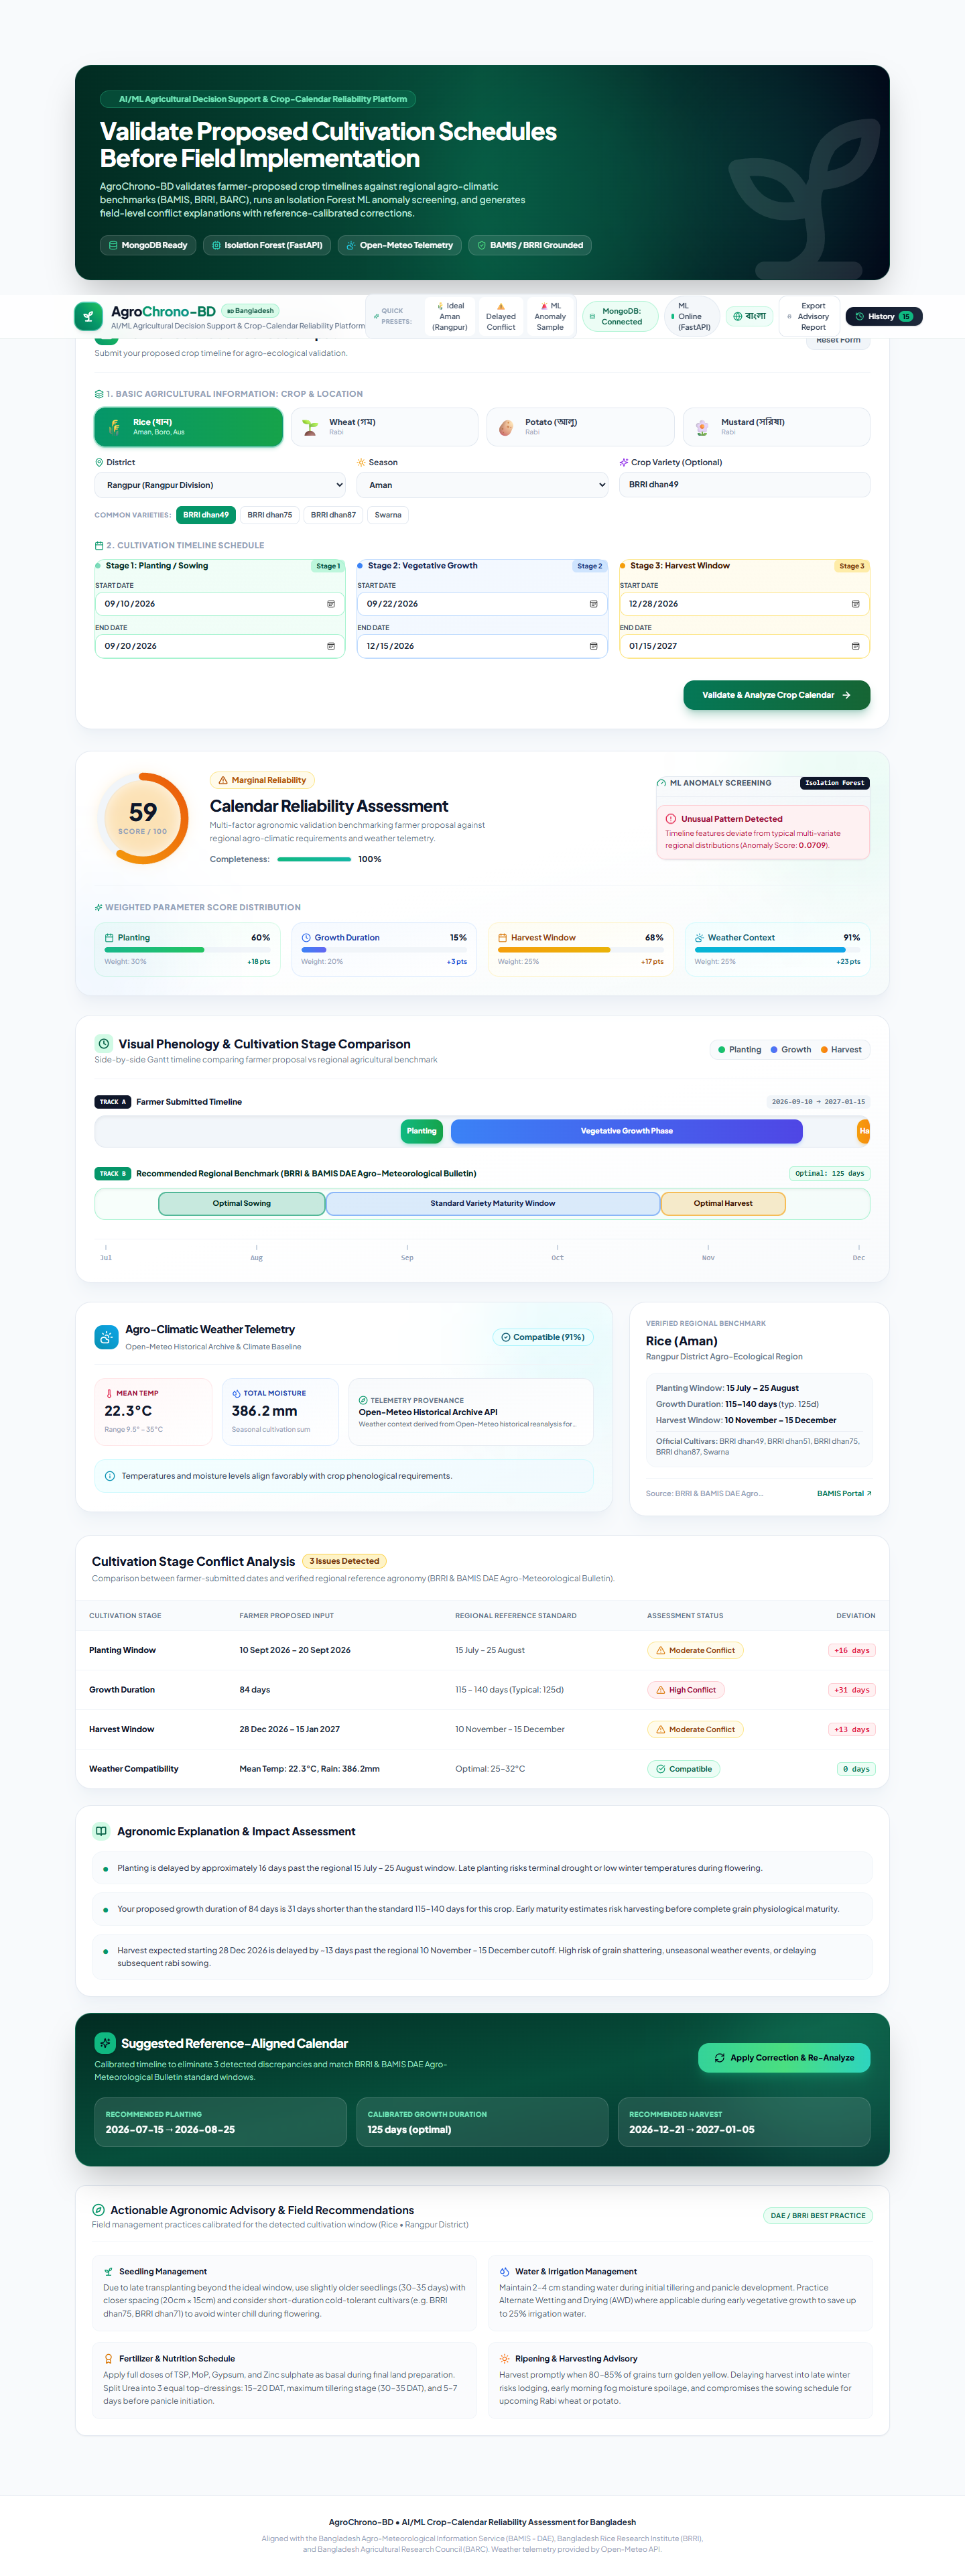 AI/ML Agricultural Decision Support & Crop-Calendar Reliability Platform
Validate Proposed Cultivation Schedules
Before Field Implementation
AgroChrono-BD validates farmer-proposed crop timelines against regional agro-climatic
benchmarks (BAMIS, BRRI, BARC), runs an Isolation Forest ML anomaly screening, and generates
field-level conflict explanations with reference-calibrated corrections.
MongoDB Ready
Isolation Forest (FastAPI)
Open-Meteo Telemetry
BAMIS / BRRI Grounded
AgroChrono-BD
BD Bangladesh
AI/ML Agricultural Decision Support & Crop-Calendar Reliability Platform
QUICK
PRESETS:
Ideal
Aman
(Rangpur)
Delayed
Conflict
ML
Anomaly
Sample
MongoDB:
Connected
ML
Online
(FastAPI)
বাংলা
Export
Advisory
Report
History 15
Submit your proposed crop timeline for agro-ecological validation.
Reset Form
1. BASIC AGRICULTURAL INFORMATION: CROP & LOCATION
Rice (ধান)
Aman, Boro, Aus
Wheat (গম)
Rabi
Potato (আলু)
Rabi
Mustard (সরিষা)
Rabi
District
Season
Crop Variety (Optional)
Rangpur (Rangpur Division)
Aman
BRRI dhan49
COMMON VARIETIES: BRRI dhan49 BRRI dhan75 BRRI dhan87 Swarna
2. CULTIVATION TIMELINE SCHEDULE
Stage 1: Planting / Sowing Stage 1
START DATE
09/10/2026
END DATE
09/20/2026
Stage 2: Vegetative Growth Stage 2
START DATE
09/22/2026
END DATE
12/15/2026
Stage 3: Harvest Window Stage 3
START DATE
12/28/2026
END DATE
01/15/2027
Validate & Analyze Crop Calendar
59
SCORE / 100
Marginal Reliability
Calendar Reliability Assessment
Multi-factor agronomic validation benchmarking farmer proposal against
regional agro-climatic requirements and weather telemetry.
Completeness: 100%
ML ANOMALY SCREENING Isolation Forest
Unusual Pattern Detected
Timeline features deviate from typical multi-variate
regional distributions (Anomaly Score: 0.0709).
WEIGHTED PARAMETER SCORE DISTRIBUTION
Planting 60%
Weight: 30% +18 pts
Growth Duration 15%
Weight: 20% +3 pts
Harvest Window 68%
Weight: 25% +17 pts
Weather Context 91%
Weight: 25% +23 pts
Visual Phenology & Cultivation Stage Comparison
Side-by-side Gantt timeline comparing farmer proposal vs regional agricultural benchmark
Planting Growth Harvest
TRACK A Farmer Submitted Timeline 2026-09-10 → 2027-01-15
Planting Vegetative Growth Phase Ha
TRACK B Recommended Regional Benchmark (BRRI & BAMIS DAE Agro-Meteorological Bulletin) Optimal: 125 days
Optimal Sowing Standard Variety Maturity Window Optimal Harvest
Jul Aug Sep Oct Nov Dec
Agro-Climatic Weather Telemetry
Open-Meteo Historical Archive & Climate Baseline
Compatible (91%)
MEAN TEMP
22.3°C
Range 9.5° – 35°C
TOTAL MOISTURE
386.2 mm
Seasonal cultivation sum
TELEMETRY PROVENANCE
Open-Meteo Historical Archive API
Weather context derived from Open-Meteo historical reanalysis for...
Temperatures and moisture levels align favorably with crop phenological requirements.
VERIFIED REGIONAL BENCHMARK
Rice (Aman)
Rangpur District Agro-Ecological Region
Planting Window: 15 July – 25 August
Growth Duration: 115–140 days (typ. 125d)
Harvest Window: 10 November – 15 December
Official Cultivars: BRRI dhan49, BRRI dhan51, BRRI dhan75,
BRRI dhan87, Swarna
Source: BRRI & BAMIS DAE Agro... BAMIS Portal ↗
Cultivation Stage Conflict Analysis 3 Issues Detected
Comparison between farmer-submitted dates and verified regional reference agronomy (BRRI & BAMIS DAE Agro-Meteorological Bulletin).
CULTIVATION STAGE FARMER PROPOSED INPUT REGIONAL REFERENCE STANDARD ASSESSMENT STATUS DEVIATION
Planting Window 10 Sept 2026 – 20 Sept 2026 15 July – 25 August Moderate Conflict +16 days
Growth Duration 84 days 115 – 140 days (Typical: 125d) High Conflict +31 days
Harvest Window 28 Dec 2026 – 15 Jan 2027 10 November – 15 December Moderate Conflict +13 days
Weather Compatibility Mean Temp: 22.3°C, Rain: 386.2mm Optimal: 25–32°C Compatible 0 days
Agronomic Explanation & Impact Assessment
Planting is delayed by approximately 16 days past the regional 15 July – 25 August window. Late planting risks terminal drought or low winter temperatures during flowering.
Your proposed growth duration of 84 days is 31 days shorter than the standard 115–140 days for this crop. Early maturity estimates risk harvesting before complete grain physiological maturity.
Harvest expected starting 28 Dec 2026 is delayed by ~13 days past the regional 10 November – 15 December cutoff. High risk of grain shattering, unseasonal weather events, or delaying
subsequent rabi sowing.
Suggested Reference-Aligned Calendar
Calibrated timeline to eliminate 3 detected discrepancies and match BRRI & BAMIS DAE Agro-
Meteorological Bulletin standard windows.
Apply Correction & Re-Analyze
RECOMMENDED PLANTING
2026-07-15 → 2026-08-25
CALIBRATED GROWTH DURATION
125 days (optimal)
RECOMMENDED HARVEST
2026-12-21 → 2027-01-05
Actionable Agronomic Advisory & Field Recommendations
Field management practices calibrated for the detected cultivation window (Rice • Rangpur District)
DAE / BRRI BEST PRACTICE
Seedling Management
Due to late transplanting beyond the ideal window, use slightly older seedlings (30–35 days) with
closer spacing (20cm × 15cm) and consider short-duration cold-tolerant cultivars (e.g. BRRI
dhan75, BRRI dhan71) to avoid winter chill during flowering.
Water & Irrigation Management
Maintain 2–4 cm standing water during initial tillering and panicle development. Practice
Alternate Wetting and Drying (AWD) where applicable during early vegetative growth to save up
to 25% irrigation water.
Fertilizer & Nutrition Schedule
Apply full doses of TSP, MoP, Gypsum, and Zinc sulphate as basal during final land preparation.
Split Urea into 3 equal top-dressings: 15–20 DAT, maximum tillering stage (30–35 DAT), and 5–7
days before panicle initiation.
Ripening & Harvesting Advisory
Harvest promptly when 80–85% of grains turn golden yellow. Delaying harvest into late winter
risks lodging, early morning fog moisture spoilage, and compromises the sowing schedule for
upcoming Rabi wheat or potato.
AgroChrono-BD • AI/ML Crop-Calendar Reliability Assessment for Bangladesh
Aligned with the Bangladesh Agro-Meteorological Information Service (BAMIS - DAE), Bangladesh Rice Research Institute (BRRI),
and Bangladesh Agricultural Research Council (BARC). Weather telemetry provided by Open-Meteo API.